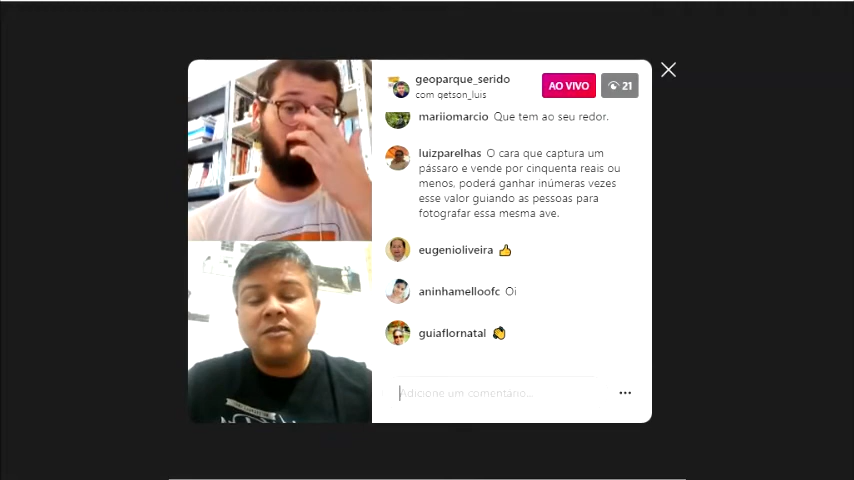 geoparque_serido
com qetson_luis
AO VIVO
21
mariiomarcio Que tem ao seu redor.
luizparelhas O cara que captura um
pássaro e vende por cinquenta reais ou
menos, poderá ganhar inúmeras vezes
esse valor guiando as pessoas para
fotografar essa mesma ave.
eugenioliveira 👍
aninhamelloofc Oi
guiaflornatal 👏
Adicione um comentário...